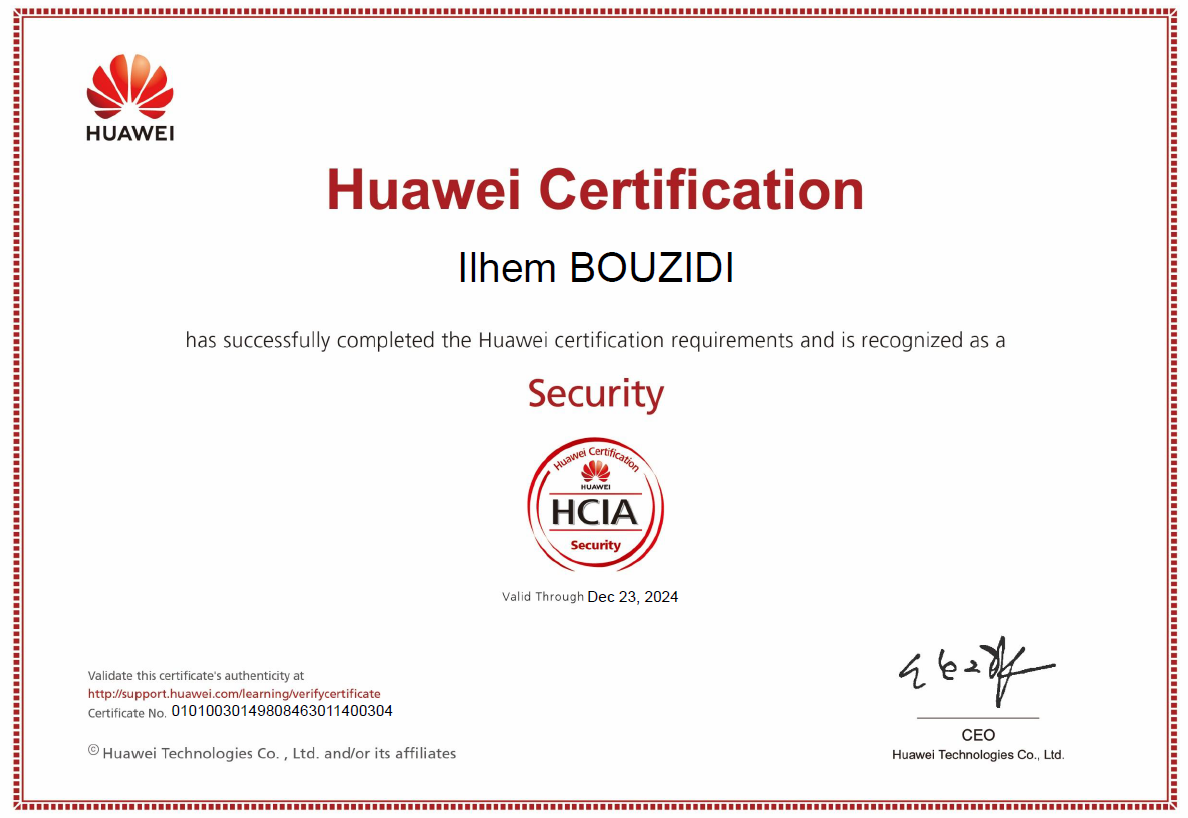 HUAWEI
Huawei Certification
Ilhem BOUZIDI
has successfully completed the Huawei certification requirements and is recognized as a
Security
Huawei Certification
HUAWEI
HCIA
Security
Valid Through Dec 23, 2024
Validate this certificate's authenticity at
http://support.huawei.com/learning/verifycertificate
Certificate No. 01010030149808463011400304
© Huawei Technologies Co. , Ltd. and/or its affiliates
CEO
Huawei Technologies Co., Ltd.